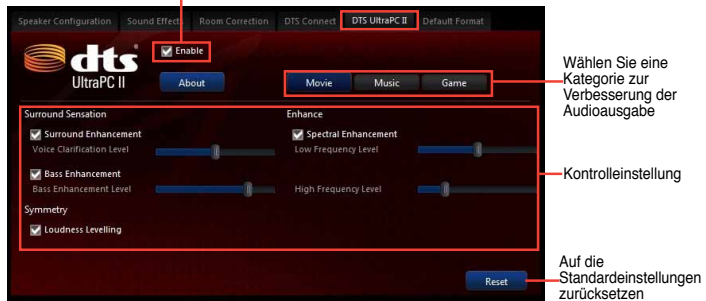 Speaker Configuration Sound Effects Room Correction DTS Connect DTS UltraPC II Default Format
Enable
dts
UltraPC II
About
Movie Music Game
Wählen Sie eine
Kategorie zur
Verbesserung der
Audioausgabe
Surround Sensation
Enhance
Surround Enhancement
Spectral Enhancement
Voice Clarification Level
Low Frequency Level
Bass Enhancement
Bass Enhancement Level
High Frequency Level
Kontrolleinstellung
Symmetry
Loudness Levelling
Reset
Auf die
Standardeinstellungen
zurücksetzen